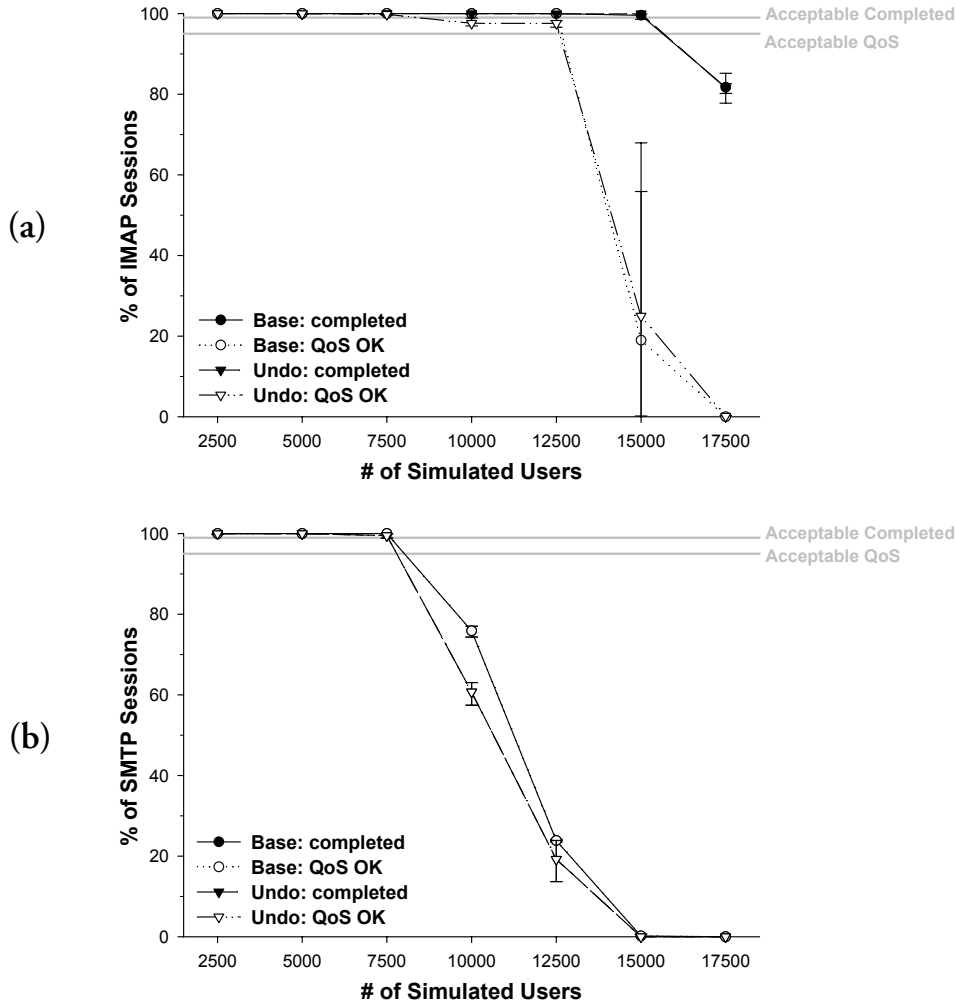 (a)
% of IMAP Sessions
100
80
60
40
20
0
Acceptable Completed
Acceptable QoS
Base: completed
Base: QoS OK
Undo: completed
Undo: QoS OK
2500 5000 7500 10000 12500 15000 17500
# of Simulated Users
(b)
% of SMTP Sessions
100
80
60
40
20
0
Acceptable Completed
Acceptable QoS
Base: completed
Base: QoS OK
Undo: completed
Undo: QoS OK
2500 5000 7500 10000 12500 15000 17500
# of Simulated Users